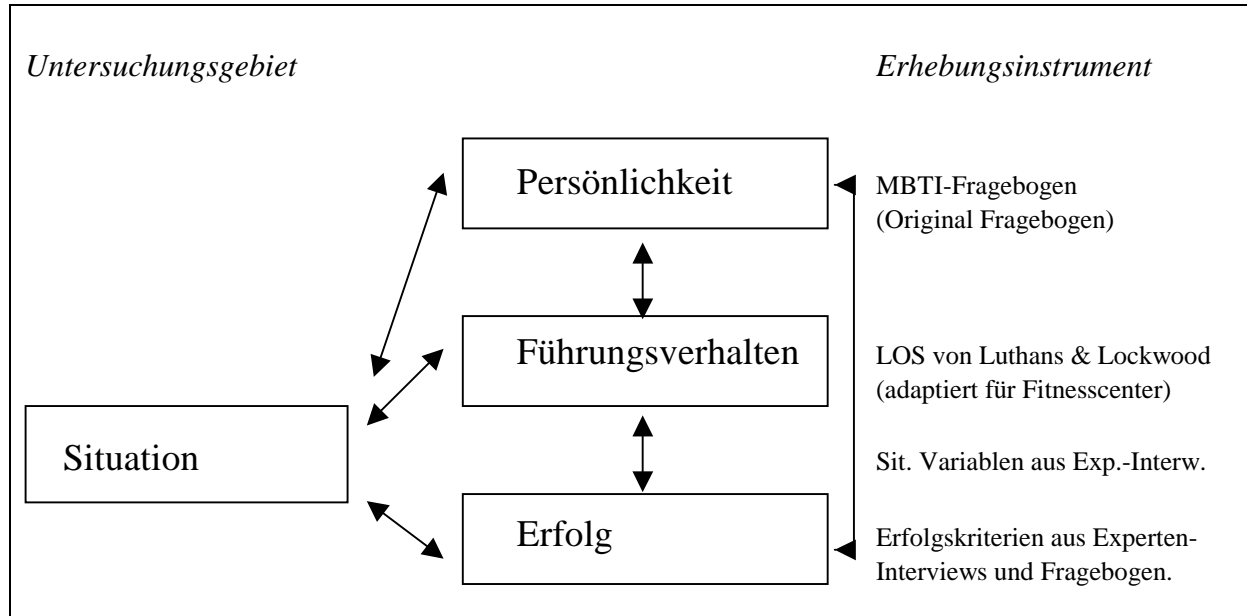 Untersuchungsgebiet
Erhebungsinstrument
Persönlichkeit
MBTI-Fragebogen
(Original Fragebogen)
Führungsverhalten
LOS von Luthans & Lockwood
(adaptiert für Fitnesscenter)
Situation
Sit. Variablen aus Exp.-Interw.
Erfolg
Erfolgskriterien aus Experten-
Interviews und Fragebogen.